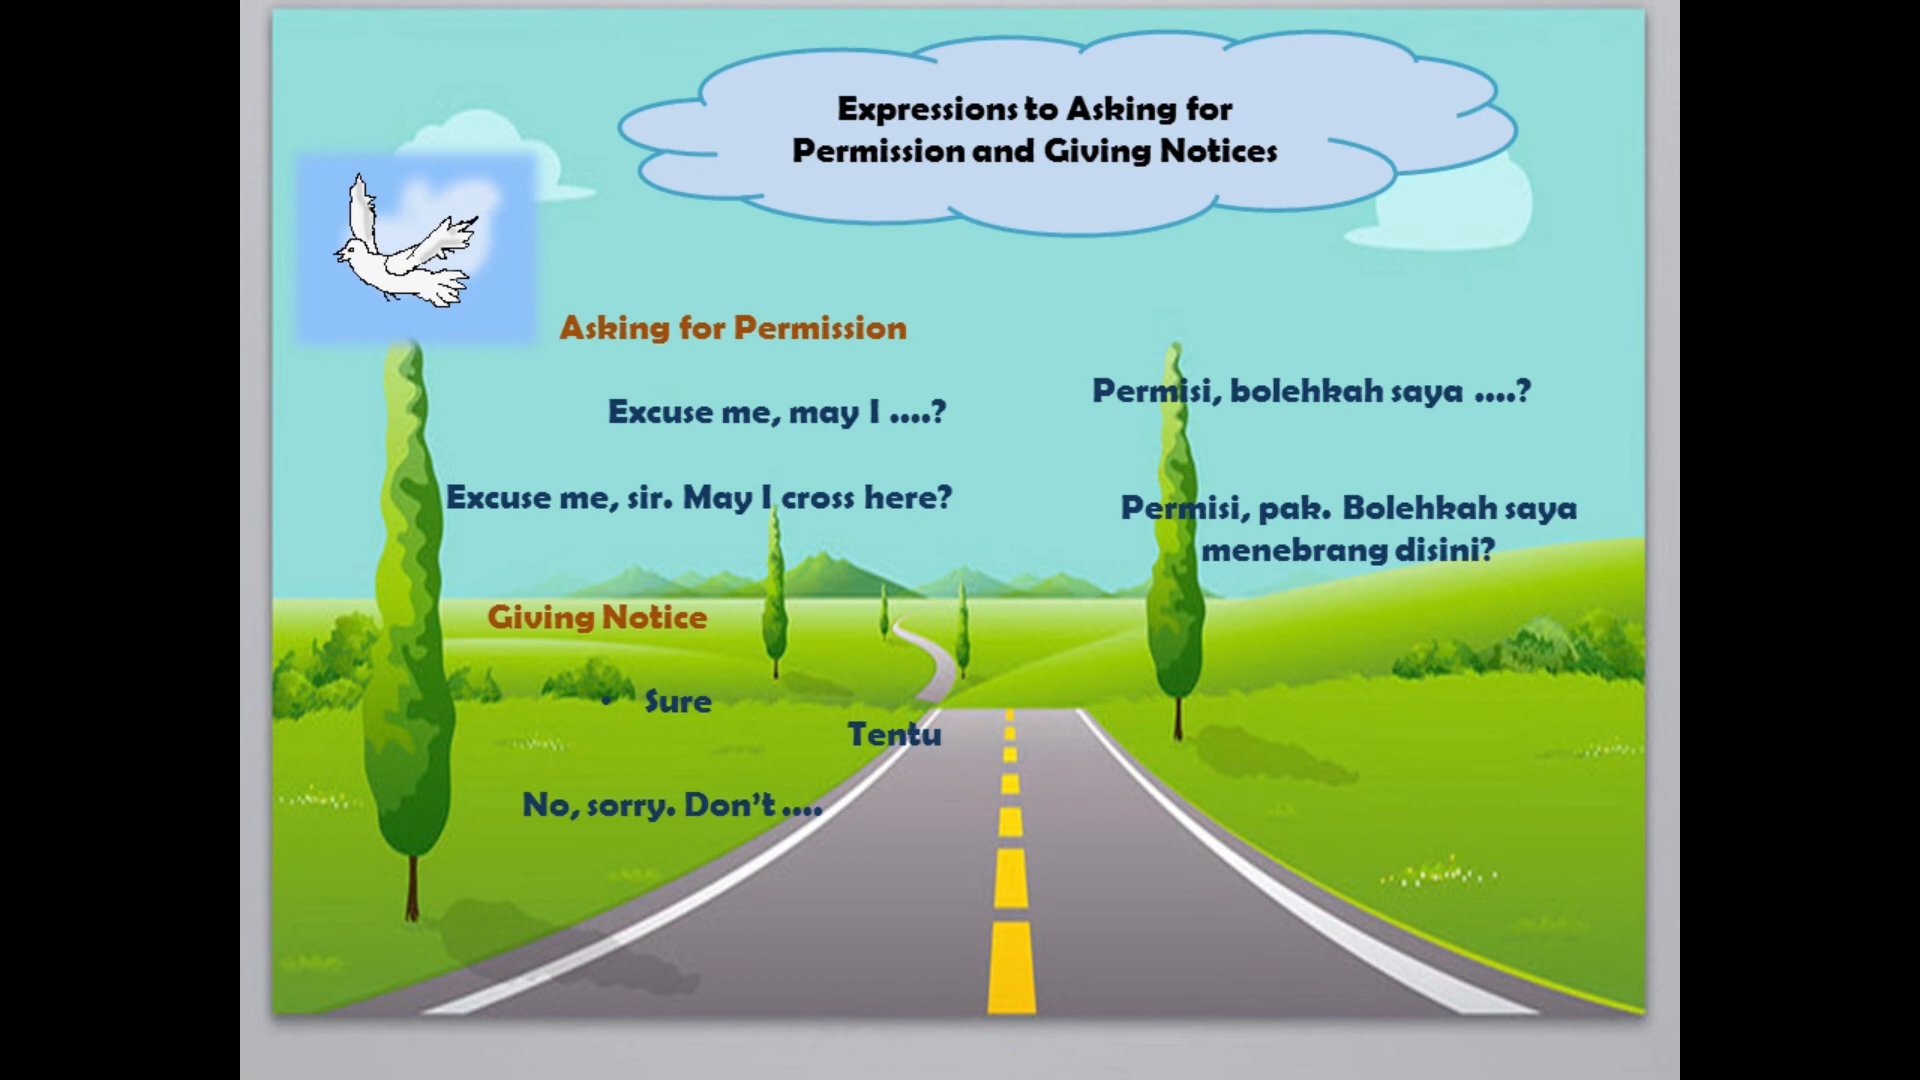 Expressions to Asking for
Permission and Giving Notices
Asking for Permission
Excuse me, may I ....?
Permisi, bolehkah saya ....?
Excuse me, sir. May I cross here?
Permisi, pak. Bolehkah saya
menebrang disini?
Giving Notice
• Sure
Tentu
No, sorry. Don't ....